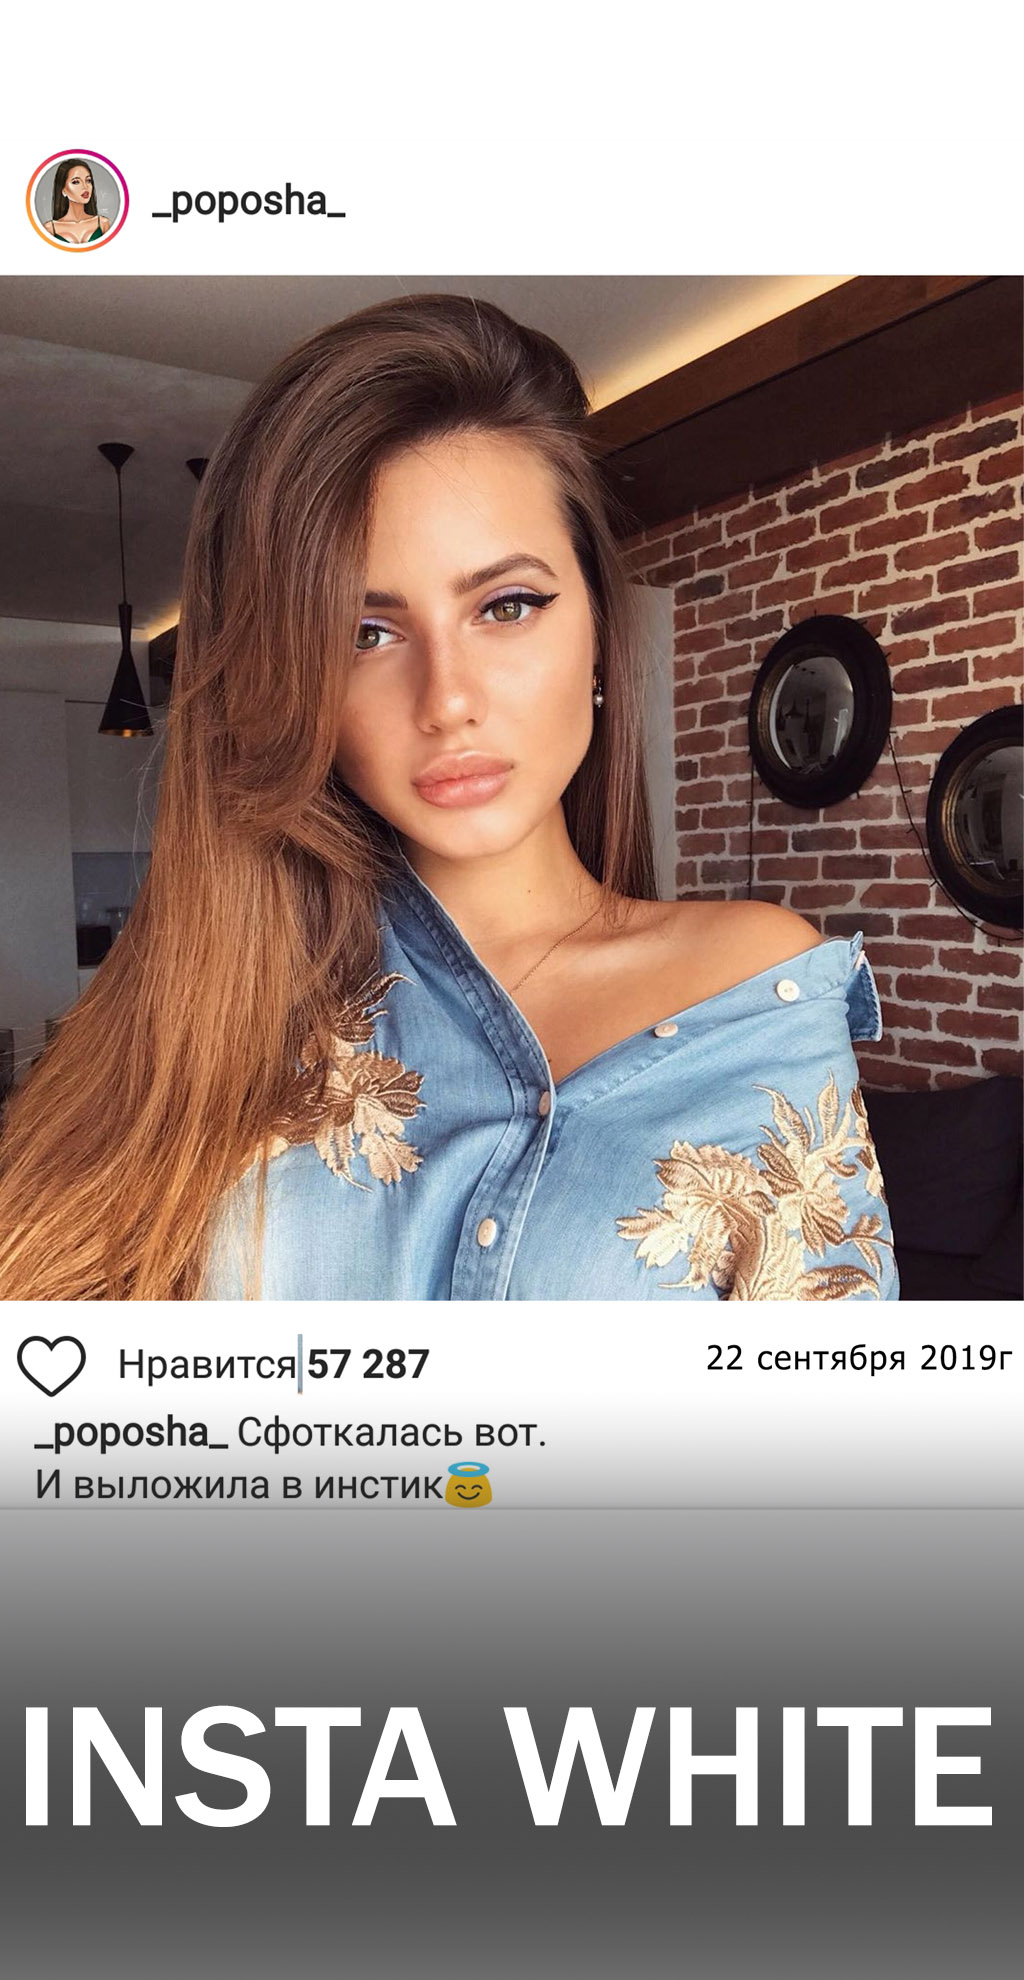 _poposha_
Нравится 57 287
22 сентября 2019г
_poposha_ Сфоткалась вот.
И выложила в инстик😇
INSTA WHITE